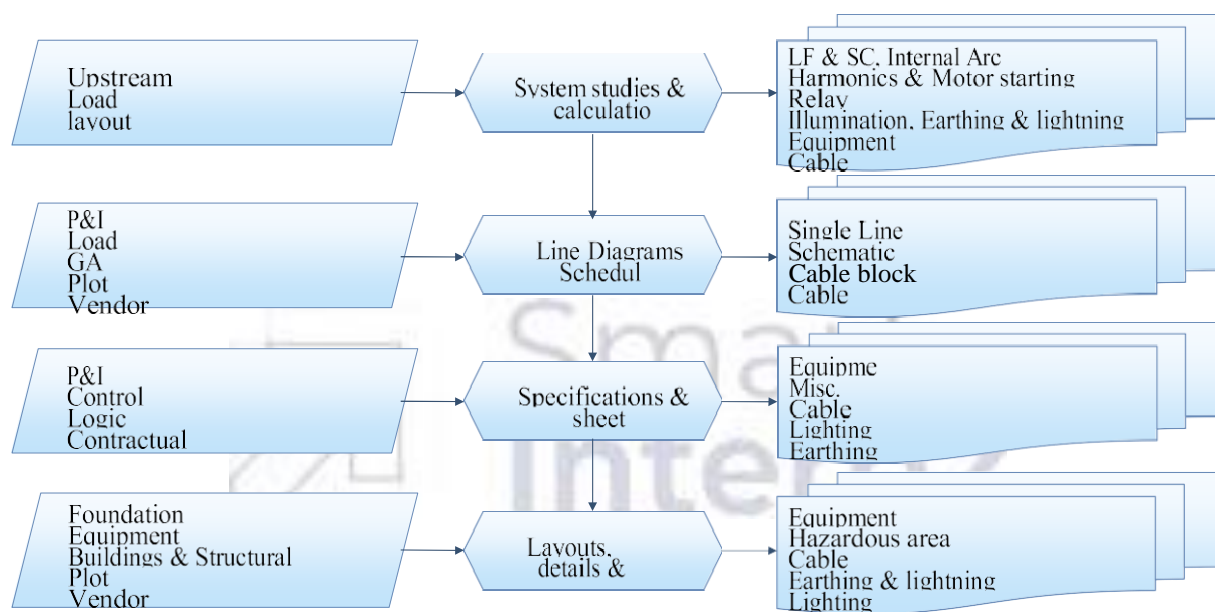 Upstream
Load
layout
System studies &
calculatio
LF & SC, Internal Arc
Harmonics & Motor starting
Relay
Illumination, Earthing & lightning
Equipment
Cable
P&I
Load
GA
Plot
Vendor
Line Diagrams
Schedul
Single Line
Schematic
Cable block
Cable
P&I
Control
Logic
Contractual
Specifications &
sheet
Equipme
Misc.
Cable
Lighting
Earthing
Foundation
Equipment
Buildings & Structural
Plot
Vendor
Layouts,
details &
Equipment
Hazardous area
Cable
Earthing & lightning
Lighting